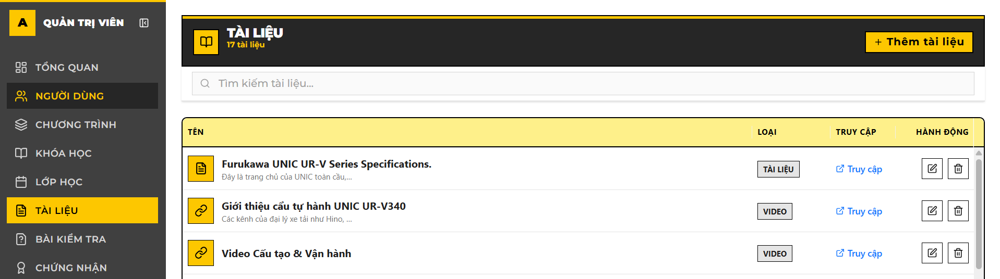 A
QUẢN TRỊ VIÊN
TỔNG QUAN
NGƯỜI DÙNG
CHƯƠNG TRÌNH
KHÓA HỌC
LỚP HỌC
TÀI LIỆU
BÀI KIỂM TRA
CHỨNG NHẬN
TÀI LIỆU
17 tài liệu
+ Thêm tài liệu
Tìm kiếm tài liệu...
TÊN LOẠI TRUY CẬP HÀNH ĐỘNG
Furukawa UNIC UR-V Series Specifications.
Đây là trang chủ của UNIC toàn cầu,...
TÀI LIỆU Truy cập
Giới thiệu cẩu tự hành UNIC UR-V340
Các kênh của đại lý xe tải như Hino, ...
VIDEO Truy cập
Video Cấu tạo & Vận hành
VIDEO Truy cập